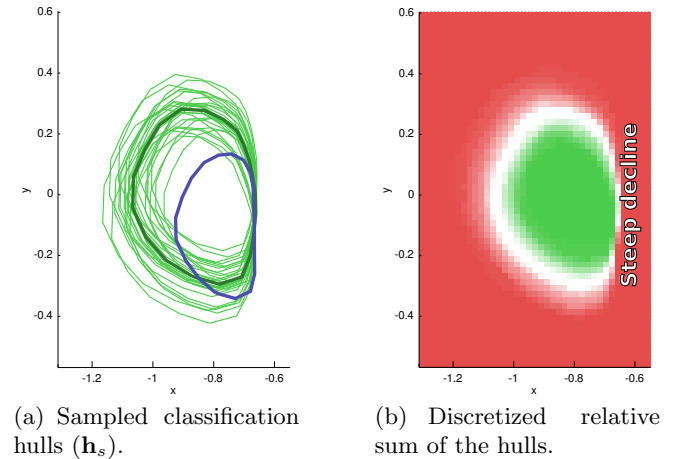 0.6
0.4
0.2
0
-0.2
-0.4
y
-1.2
-1
-0.8
-0.6
x
(a) Sampled classification
hulls (h_s).
0.6
0.4
0.2
0
-0.2
-0.4
y
Steep decline
-1.2
-1
-0.8
-0.6
x
(b) Discretized relative
sum of the hulls.